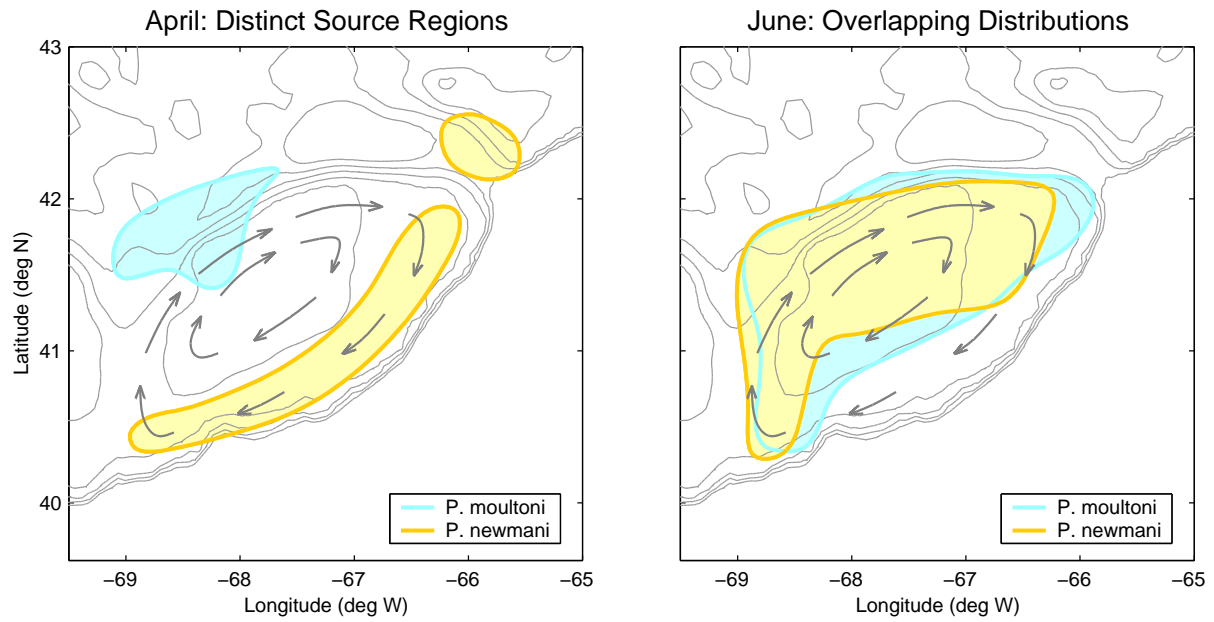 April: Distinct Source Regions
43
42
41
40
Latitude (deg N)
−69
−68
−67
−66
−65
Longitude (deg W)
P. moultoni
P. newmani
June: Overlapping Distributions
−69
−68
−67
−66
−65
Longitude (deg W)
P. moultoni
P. newmani